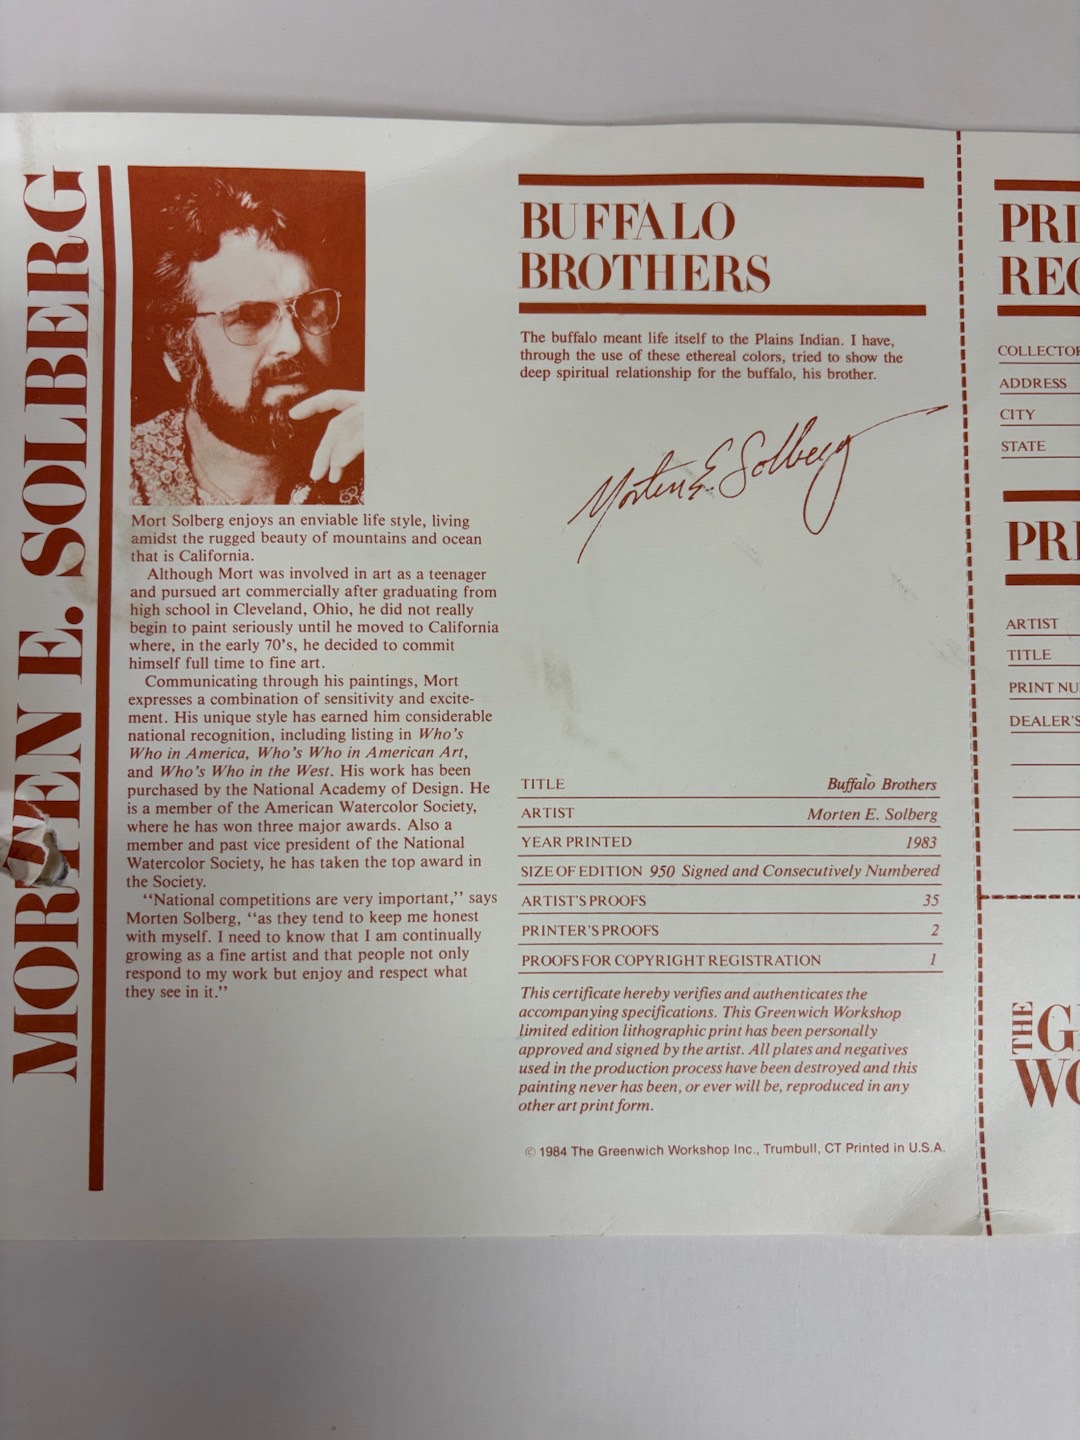 MORTEN E. SOLBERG
Mort Solberg enjoys an enviable life style, living
amidst the rugged beauty of mountains and ocean
that is California.
Although Mort was involved in art as a teenager
and pursued art commercially after graduating from
high school in Cleveland, Ohio, he did not really
begin to paint seriously until he moved to California
where, in the early 70's, he decided to commit
himself full time to fine art.
Communicating through his paintings, Mort
expresses a combination of sensitivity and excite-
ment. His unique style has earned him considerable
national recognition, including listing in Who's
Who in America, Who's Who in American Art,
and Who's Who in the West. His work has been
purchased by the National Academy of Design. He
is a member of the American Watercolor Society,
where he has won three major awards. Also a
member and past vice president of the National
Watercolor Society, he has taken the top award in
the Society.
“National competitions are very important,” says
Morten Solberg, “as they tend to keep me honest
with myself. I need to know that I am continually
growing as a fine artist and that people not only
respond to my work but enjoy and respect what
they see in it.”
BUFFALO
BROTHERS
The buffalo meant life itself to the Plains Indian. I have,
through the use of these ethereal colors, tried to show the
deep spiritual relationship for the buffalo, his brother.
Morten E. Solberg
TITLE Buffalo Brothers
ARTIST Morten E. Solberg
YEAR PRINTED 1983
SIZE OF EDITION 950 Signed and Consecutively Numbered
ARTIST'S PROOFS 35
PRINTER'S PROOFS 2
PROOFS FOR COPYRIGHT REGISTRATION 1
This certificate hereby verifies and authenticates the
accompanying specifications. This Greenwich Workshop
limited edition lithographic print has been personally
approved and signed by the artist. All plates and negatives
used in the production process have been destroyed and this
painting never has been, or ever will be, reproduced in any
other art print form.
© 1984 The Greenwich Workshop Inc., Trumbull, CT Printed in U.S.A.
PRI
REC
COLLECTOR
ADDRESS
CITY
STATE
PRI
ARTIST
TITLE
PRINT NU
DEALER'S
THE G
WO